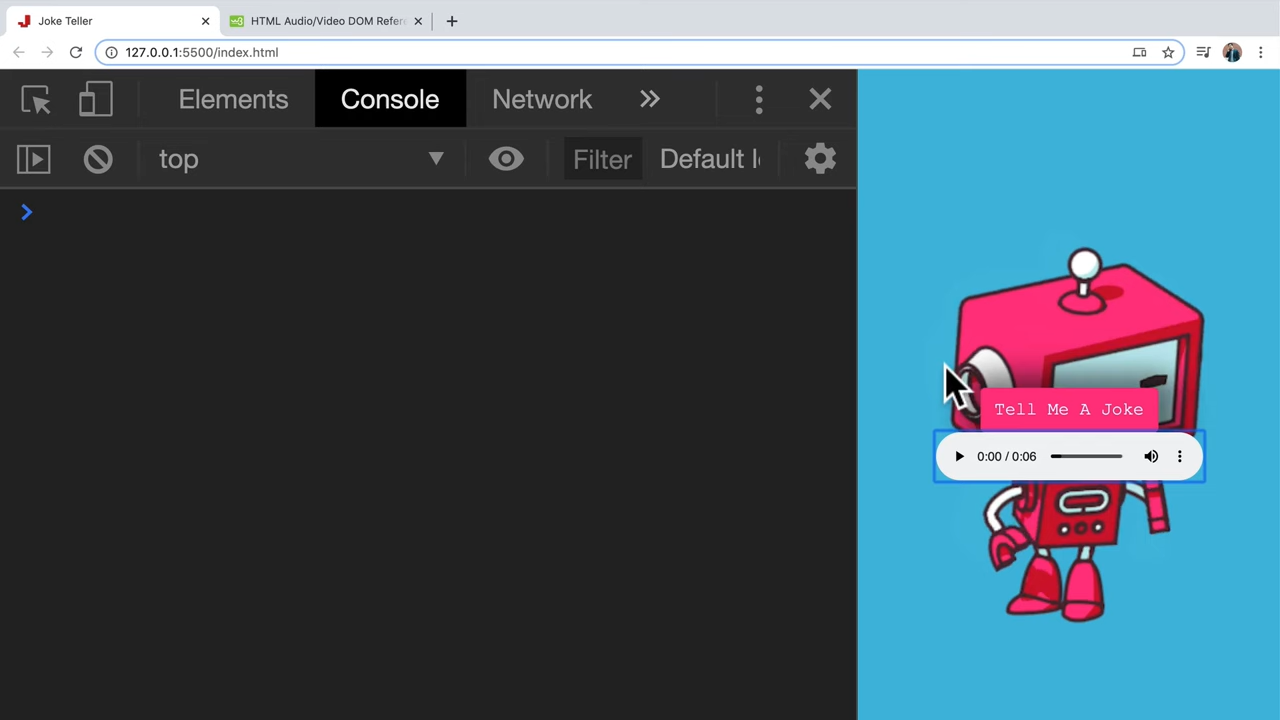 Joke Teller
HTML Audio/Video DOM Refere
127.0.0.1:5500/index.html
Elements
Console
Network
top
Filter
Default l
Tell Me A Joke
0:00 / 0:06